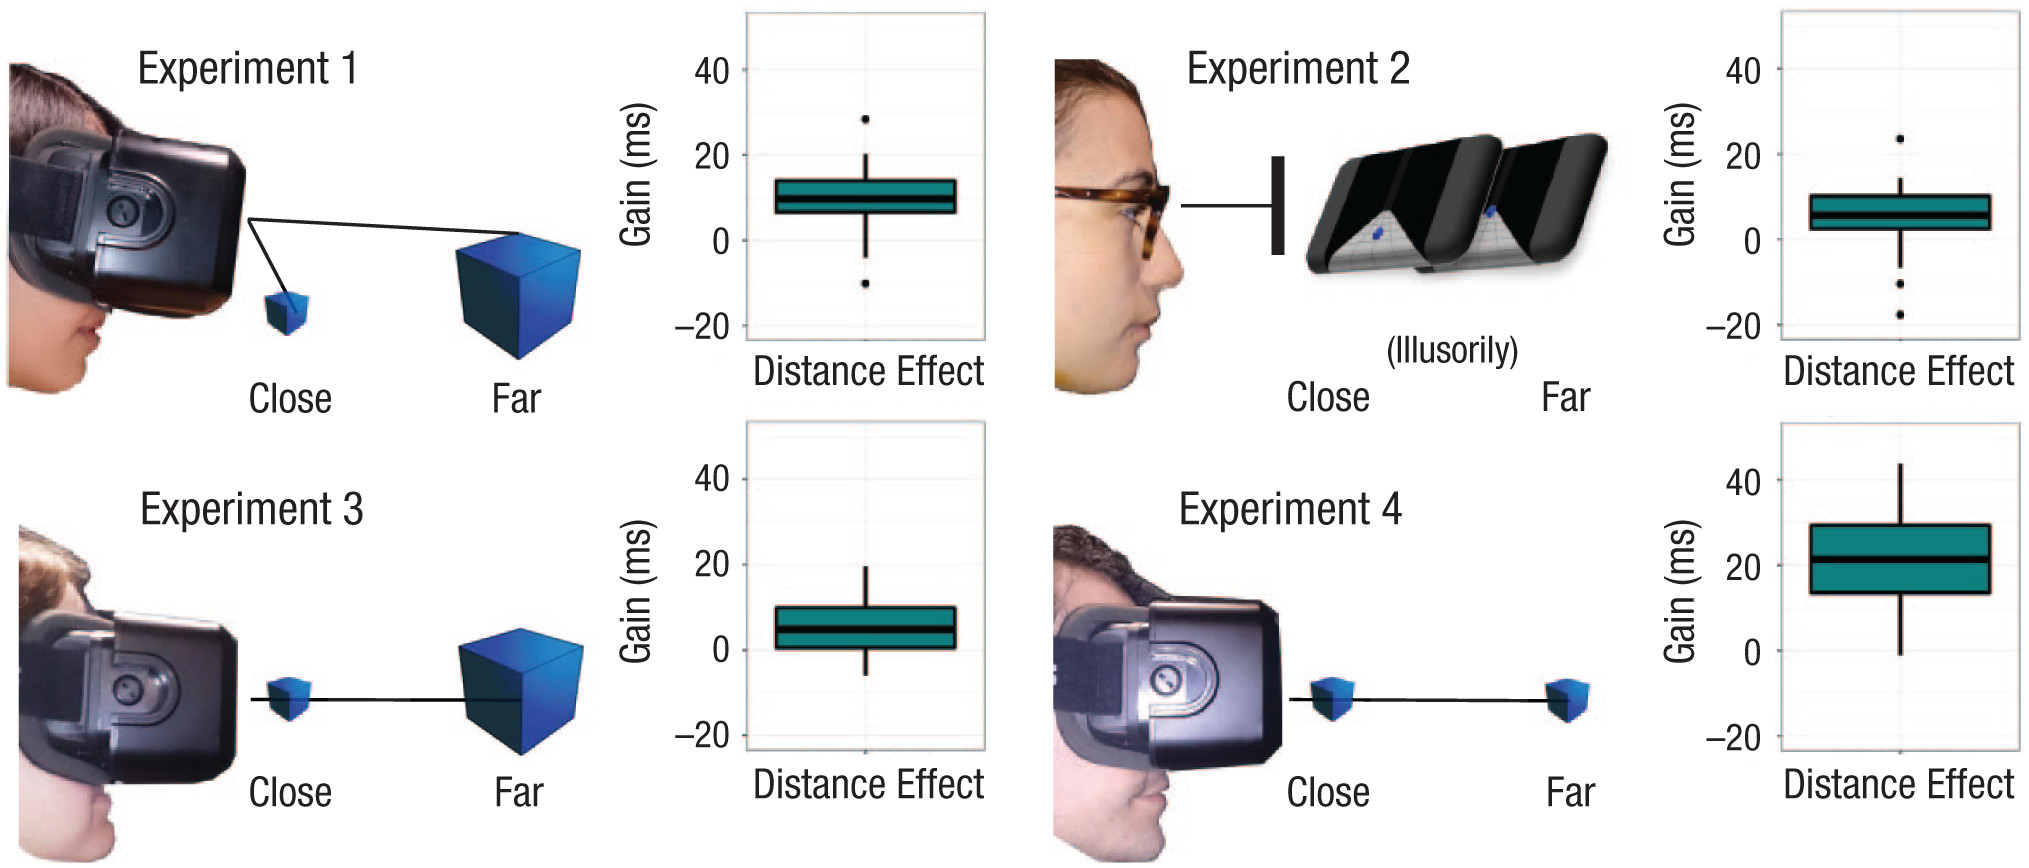 Experiment 1
40
20
0
–20
Gain (ms)
Distance Effect
Close
Far
Experiment 2
(Illusorily)
Close
Far
40
20
0
–20
Gain (ms)
Distance Effect
Experiment 3
Close
Far
40
20
0
–20
Gain (ms)
Distance Effect
Experiment 4
Close
Far
40
20
0
–20
Gain (ms)
Distance Effect